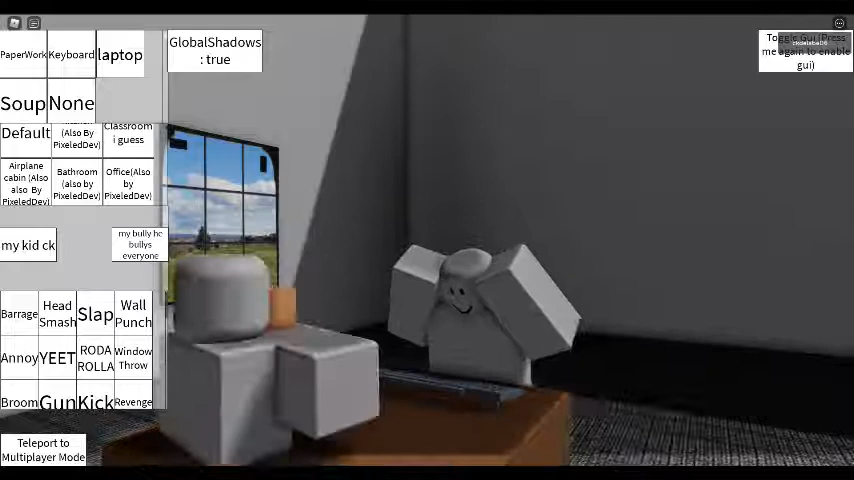 PaperWork
Keyboard
laptop
Soup
None
GlobalShadows
: true
Toggle Gui (Press
me again to enable
gui)
Default
(Also By
PixeledDev)
Classroom
i guess
Airplane
cabin (Also
also By
PixeledDev)
Bathroom
(also by
PixeledDev)
Office(Also
by
PixeledDev)
my kid ck
my bully he
bullys
everyone
Barrage
Head
Smash
Slap
Wall
Punch
Annoy
YEET
RODA
ROLLA
Window
Throw
Broom
Gun
Kick
Revenge
Teleport to
Multiplayer Mode